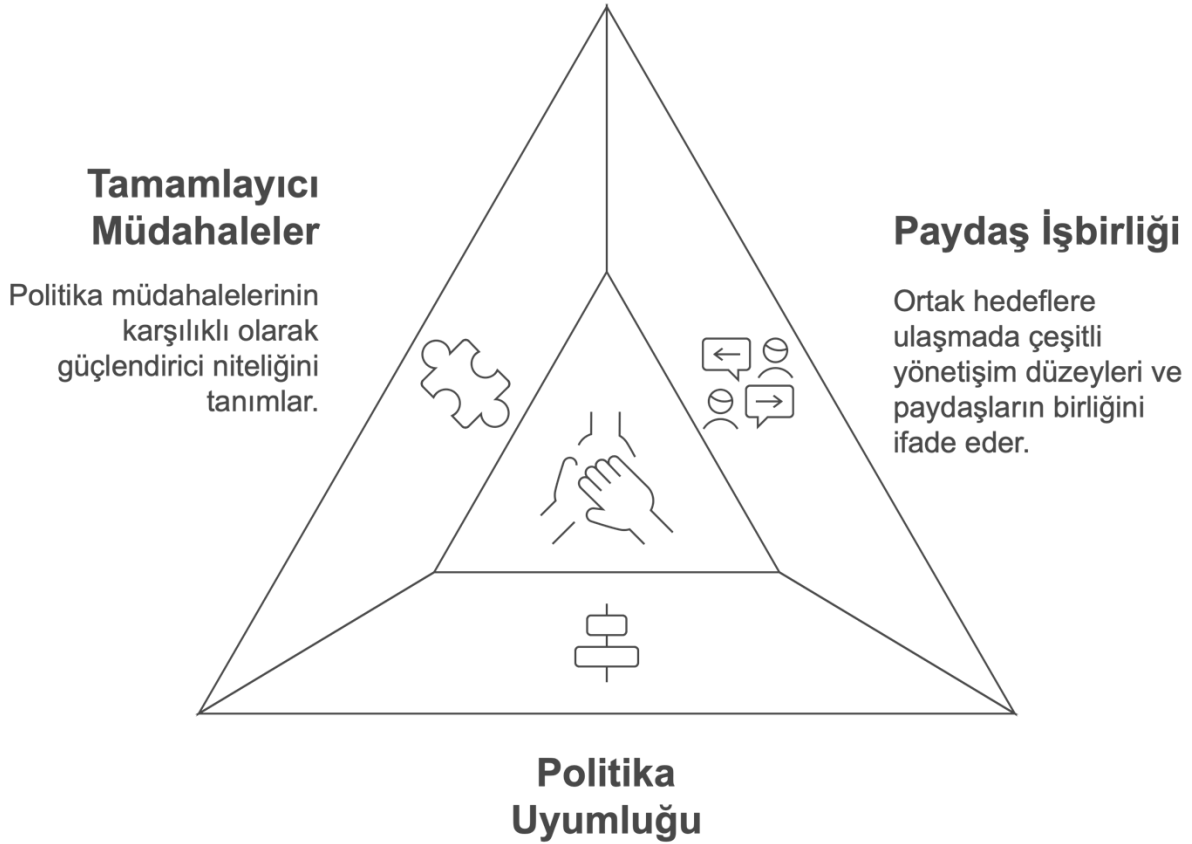 Tamamlayıcı
Müdahaleler
Politika müdahalelerinin
karşılıklı olarak
güçlendirici niteliğini
tanımlar.
Paydaş İşbirliği
Ortak hedeflere
ulaşmada çeşitli
yönetişim düzeyleri ve
paydaşların birliğini
ifade eder.
Politika
Uyumluğu